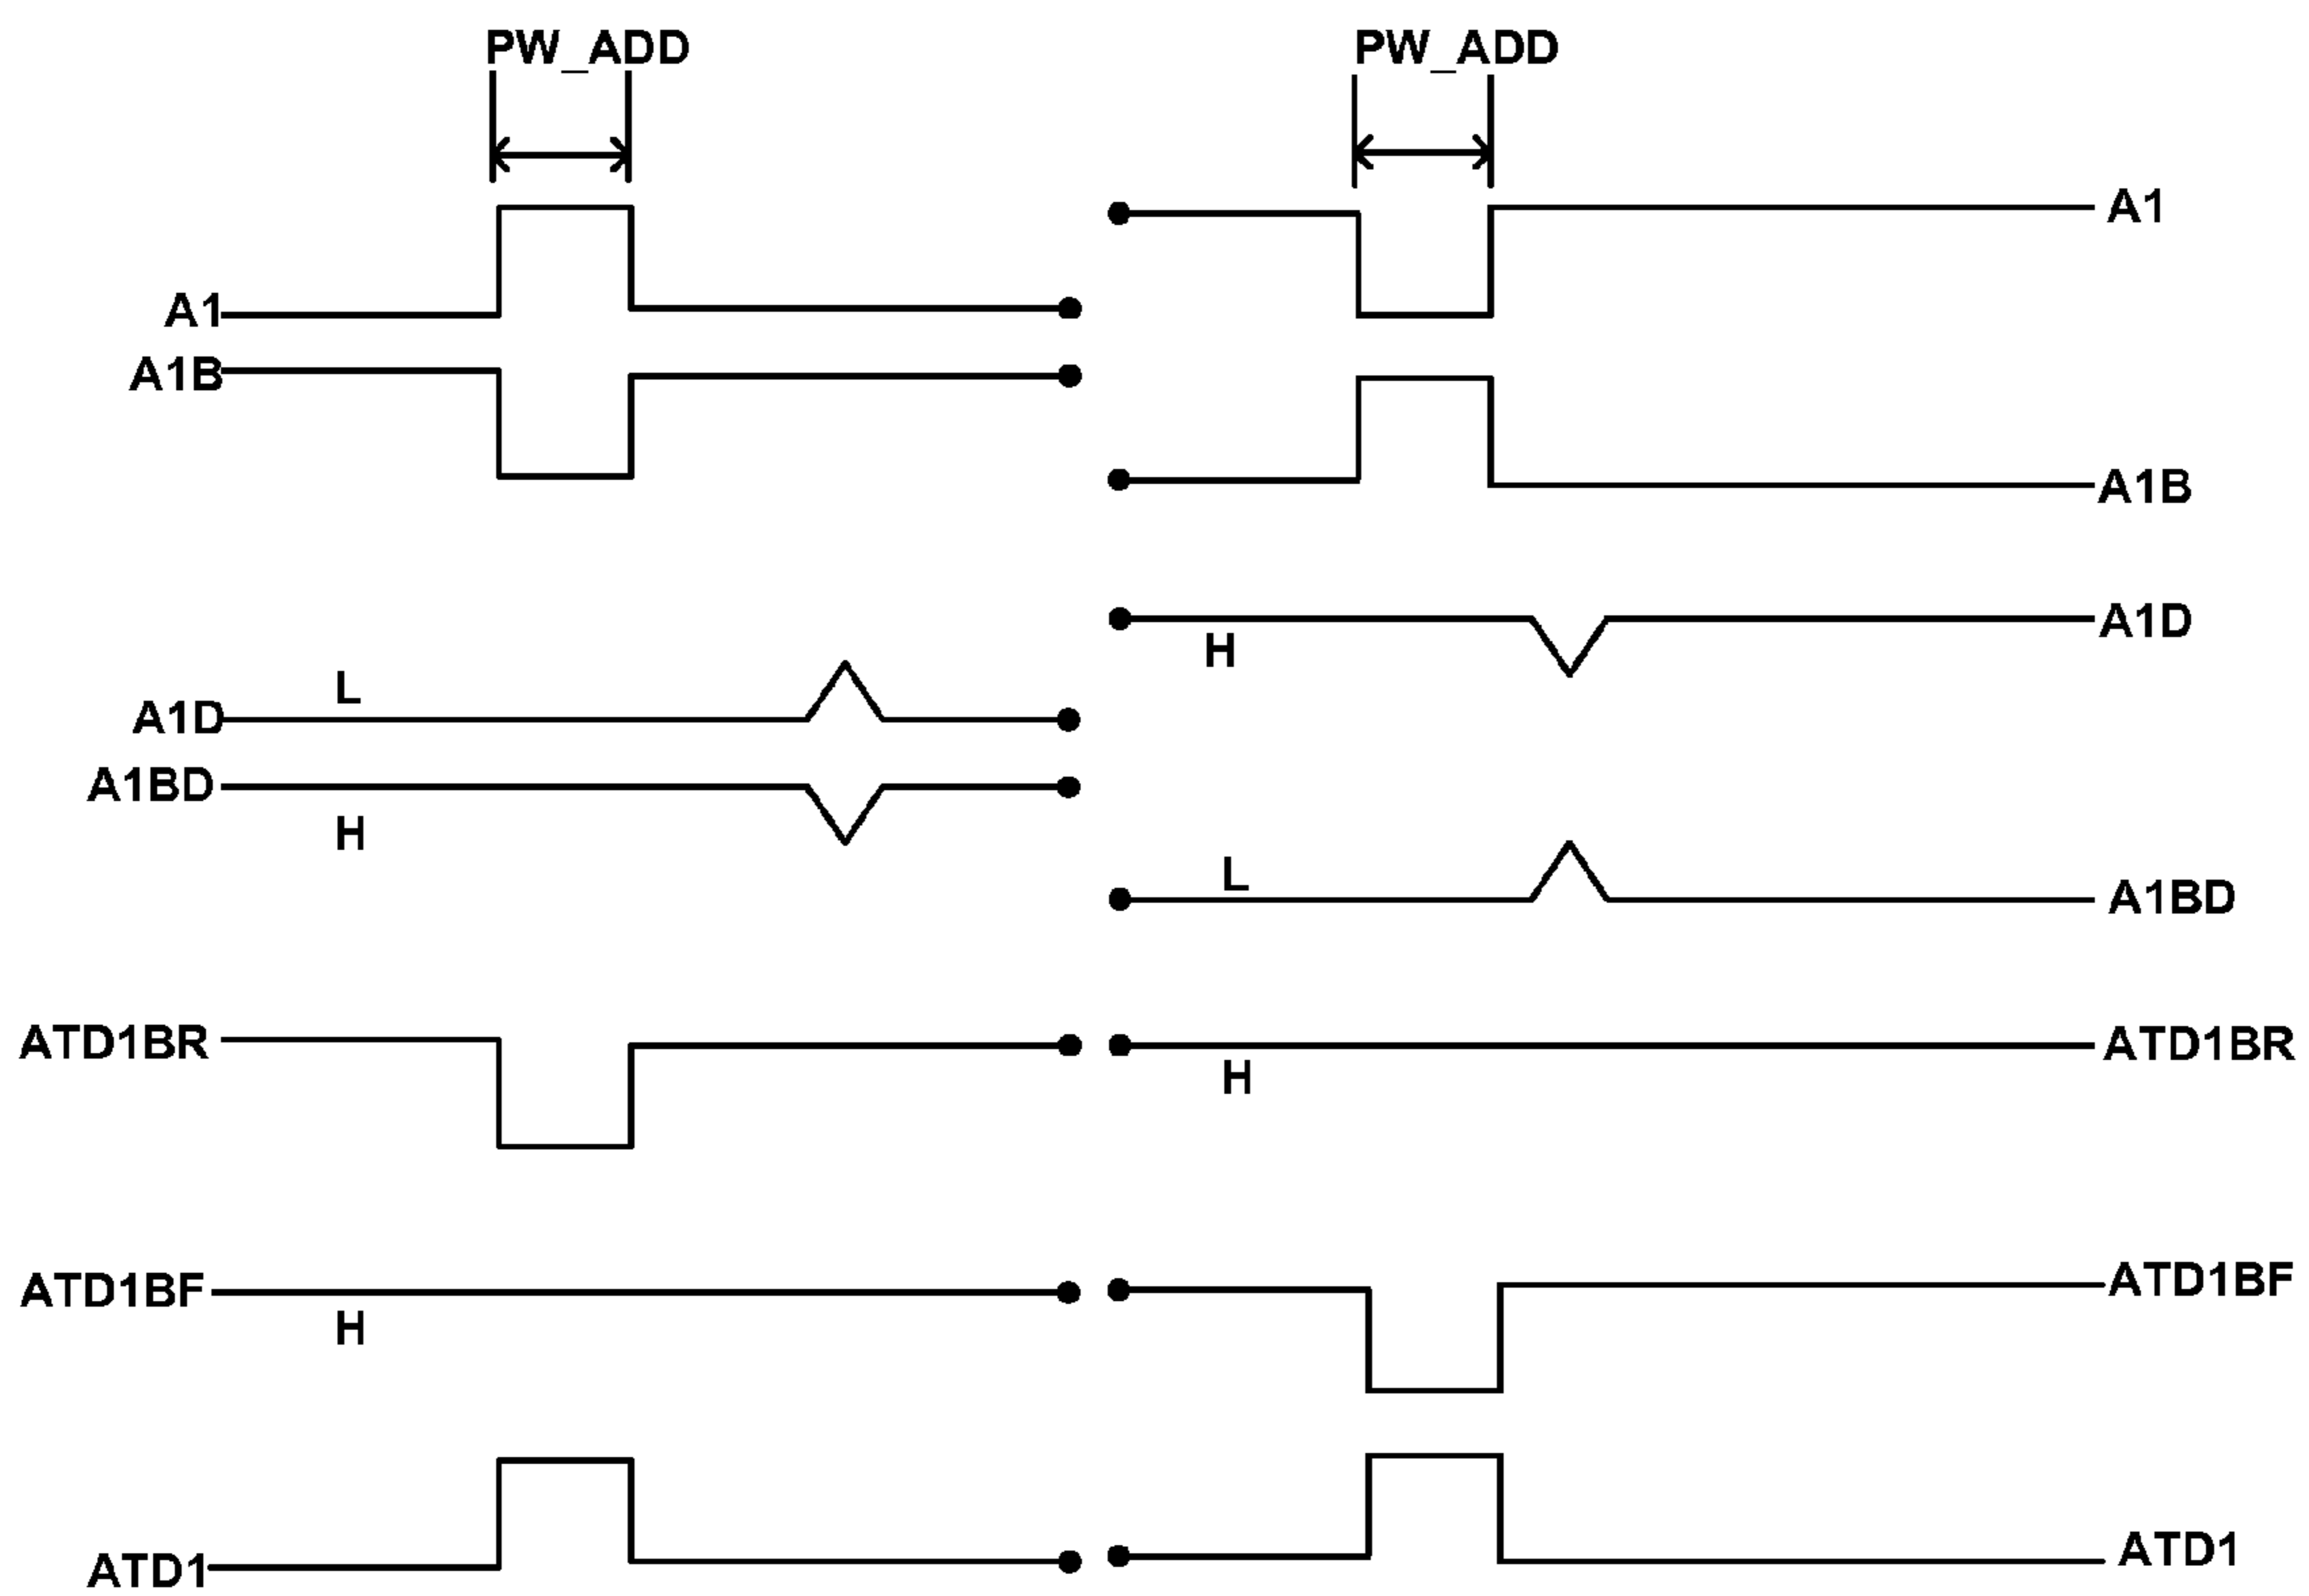 PW_ADD PW_ADD
A1
A1
A1B
A1B
A1D
H
L
A1D
A1BD
H
L
A1BD
ATD1BR ATD1BR
H
ATD1BF ATD1BF
H
ATD1 ATD1